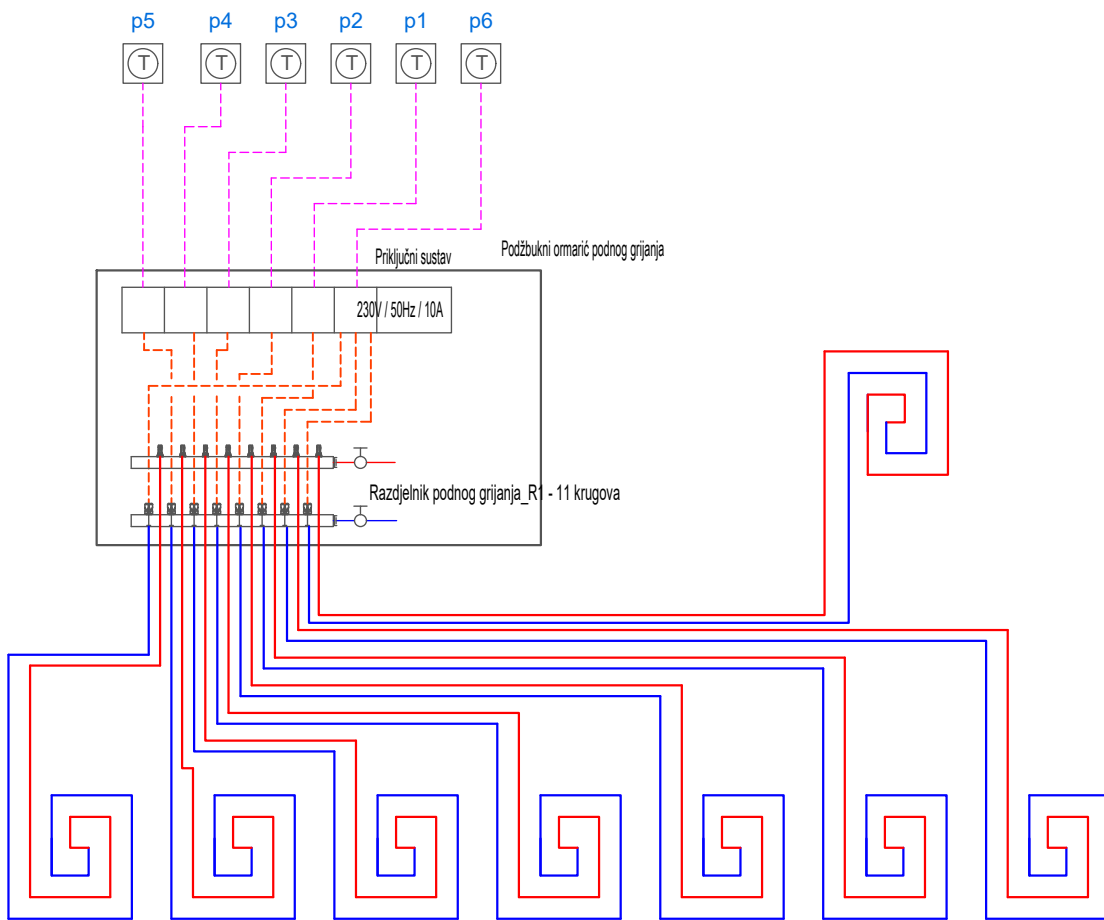 p5 p4 p3 p2 p1 p6
T T T T T T
Priključni sustav
Podžbukni ormarić podnog grijanja
230V / 50Hz / 10A
Razdjelnik podnog grijanja_R1 - 11 krugova